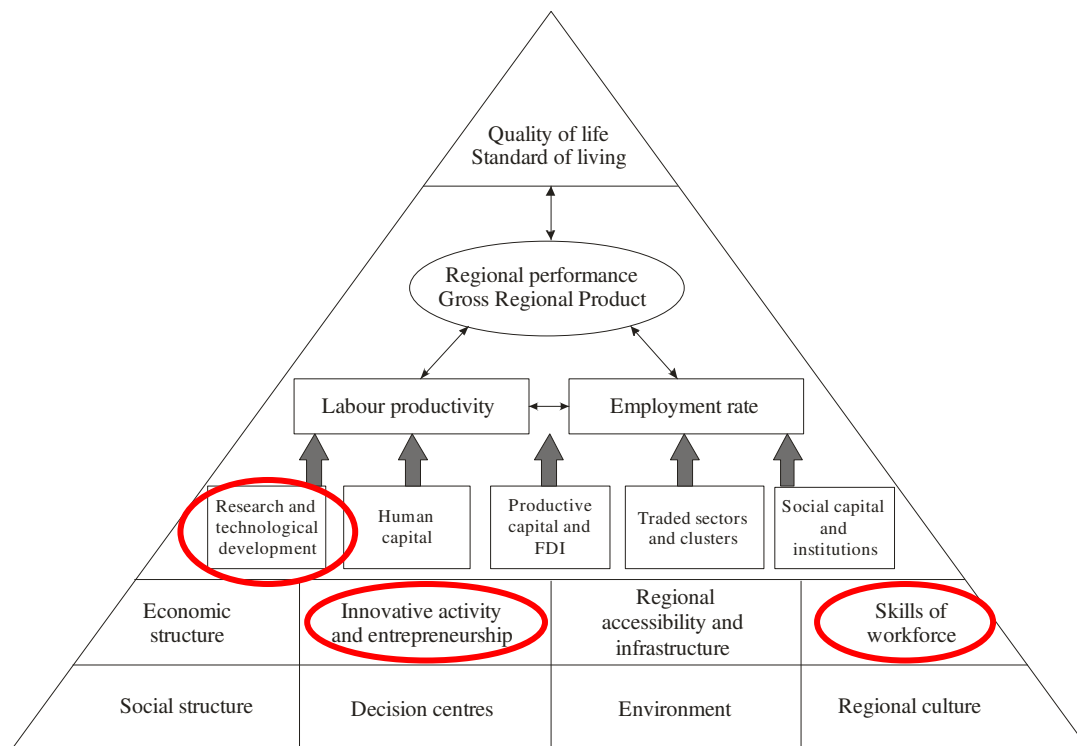 Quality of life
Standard of living
Regional performance
Gross Regional Product
Labour productivity
Employment rate
Research and
technological
development
Human
capital
Productive
capital and
FDI
Traded sectors
and clusters
Social capital
and
institutions
Economic
structure
Innovative activity
and entrepreneurship
Regional
accessibility and
infrastructure
Skills of
workforce
Social structure
Decision centres
Environment
Regional culture